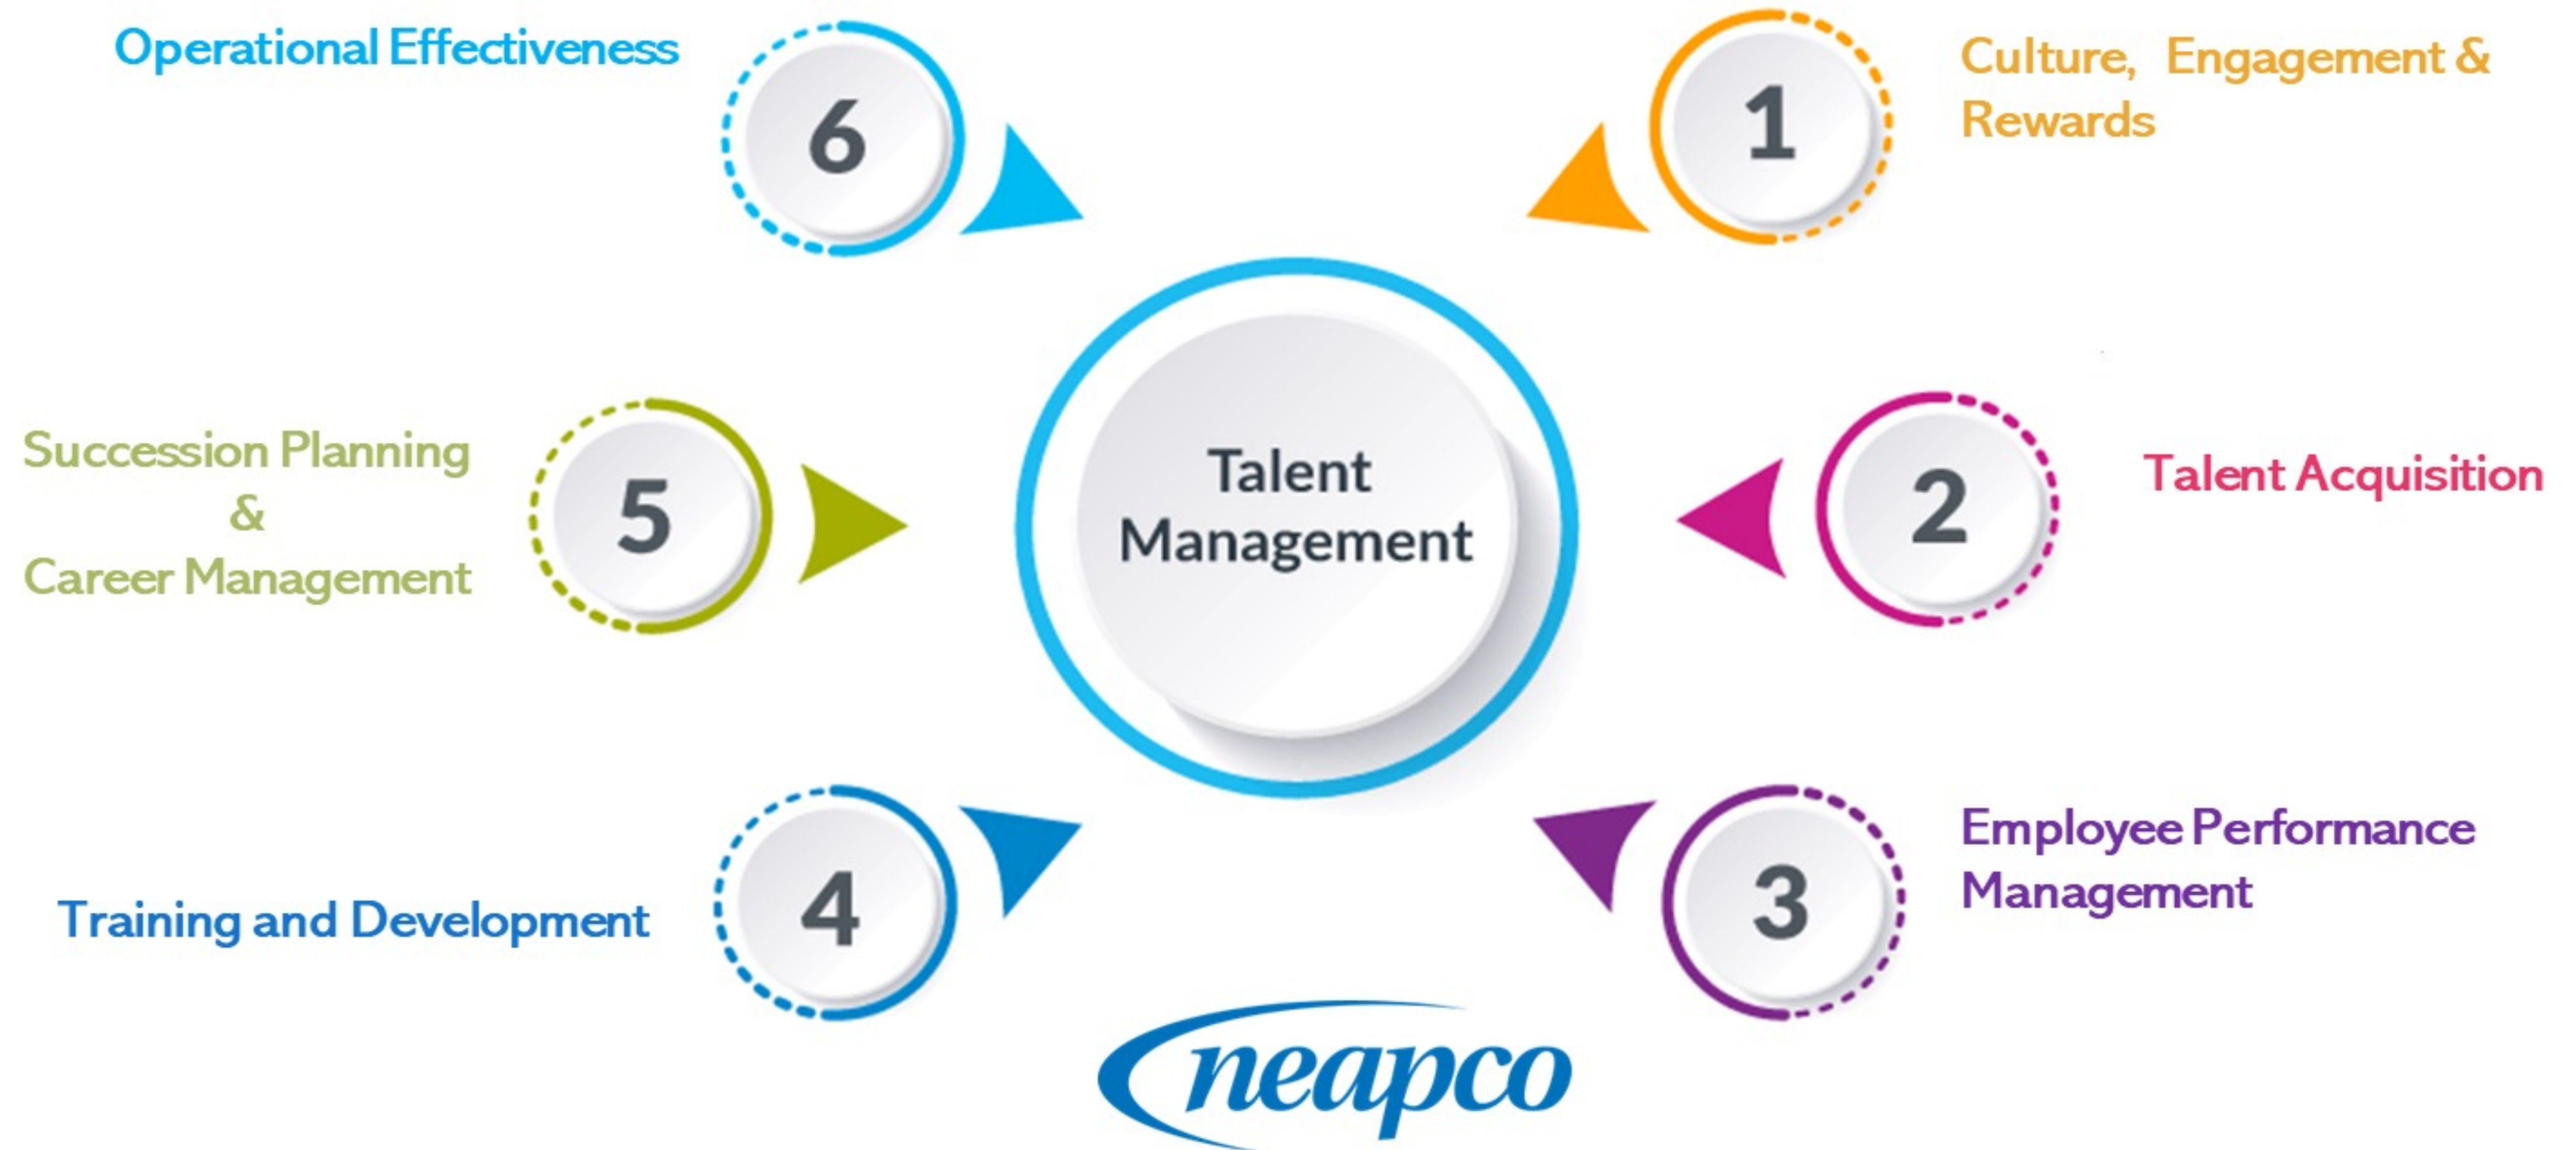 1
Culture, Engagement &
Rewards
2
Talent Acquisition
3
Employee Performance
Management
4
Training and Development
5
Succession Planning
&
Career Management
6
Operational Effectiveness
Talent
Management
neapco